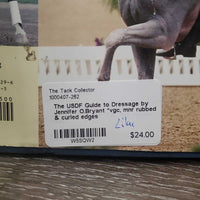 The Tack Collector
1000407-282
The USDF Guide to Dressage by
Jennifer O.Bryant *vgc, mnr rubbed
& curled edges
W5SQW2
$24.00